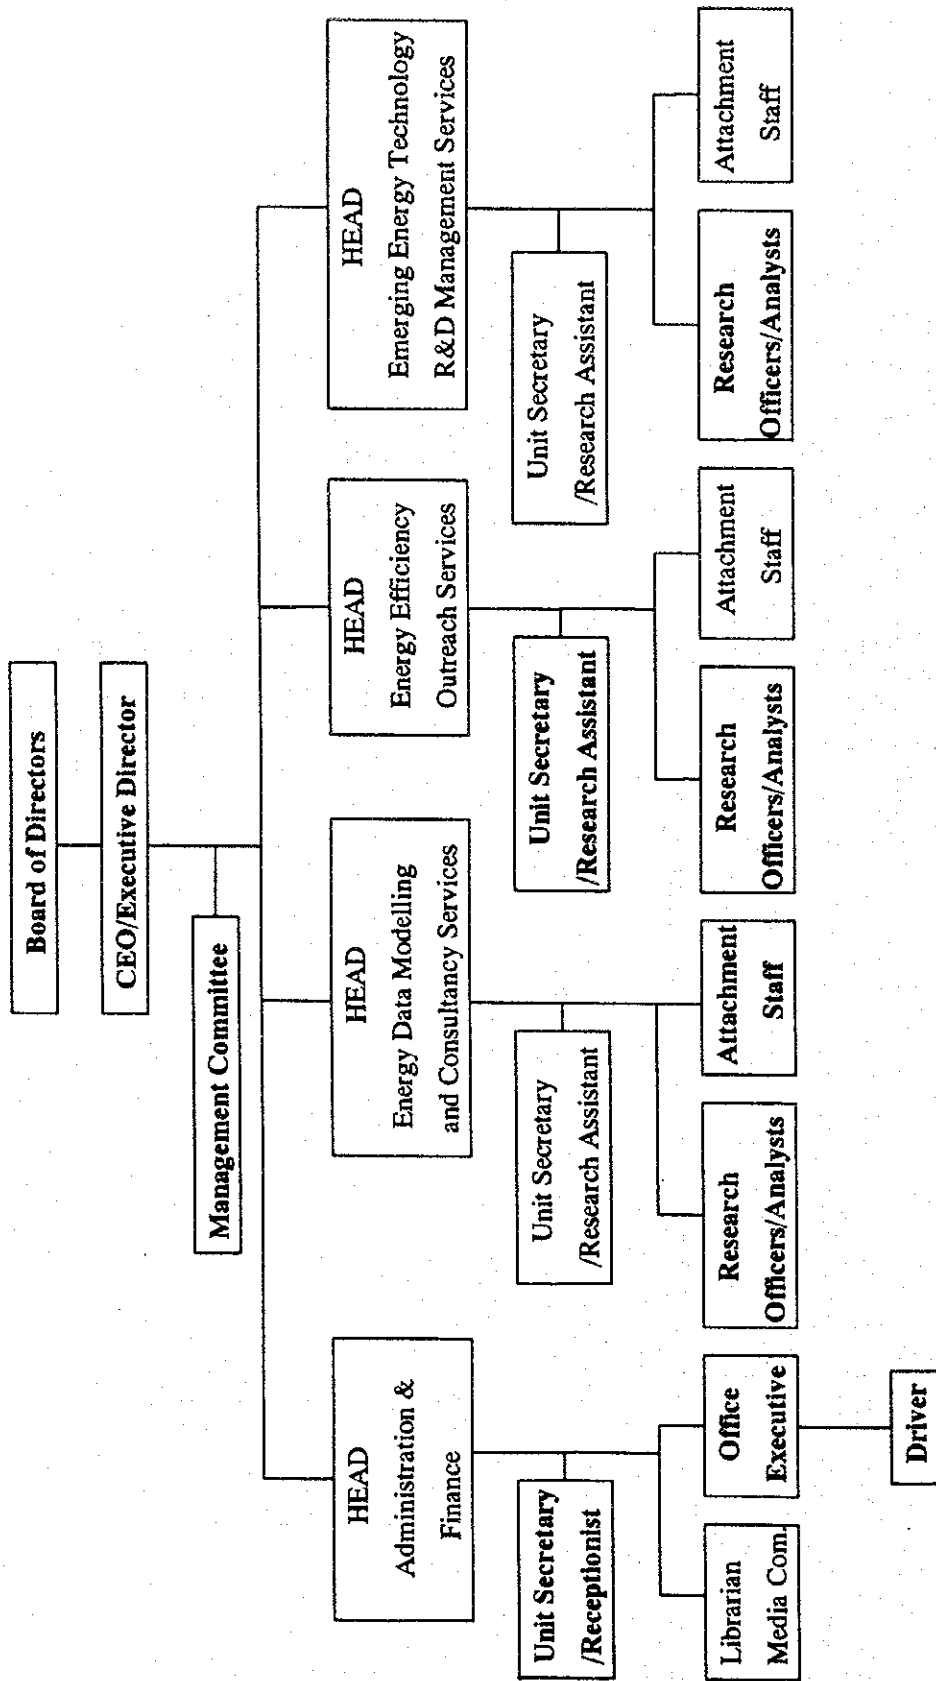 Board of Directors
CEO/Executive Director
Management Committee
HEAD
Administration &
Finance
HEAD
Energy Data Modelling
and Consultancy Services
HEAD
Energy Efficiency
Outreach Services
HEAD
Emerging Energy Technology
R&D Management Services
Unit Secretary
/Receptionist
Unit Secretary
/Research Assistant
Unit Secretary
/Research Assistant
Unit Secretary
/Research Assistant
Librarian
Media Com.
Office
Executive
Research
Officers/Analysts
Attachment
Staff
Research
Officers/Analysts
Attachment
Staff
Research
Officers/Analysts
Attachment
Staff
Driver